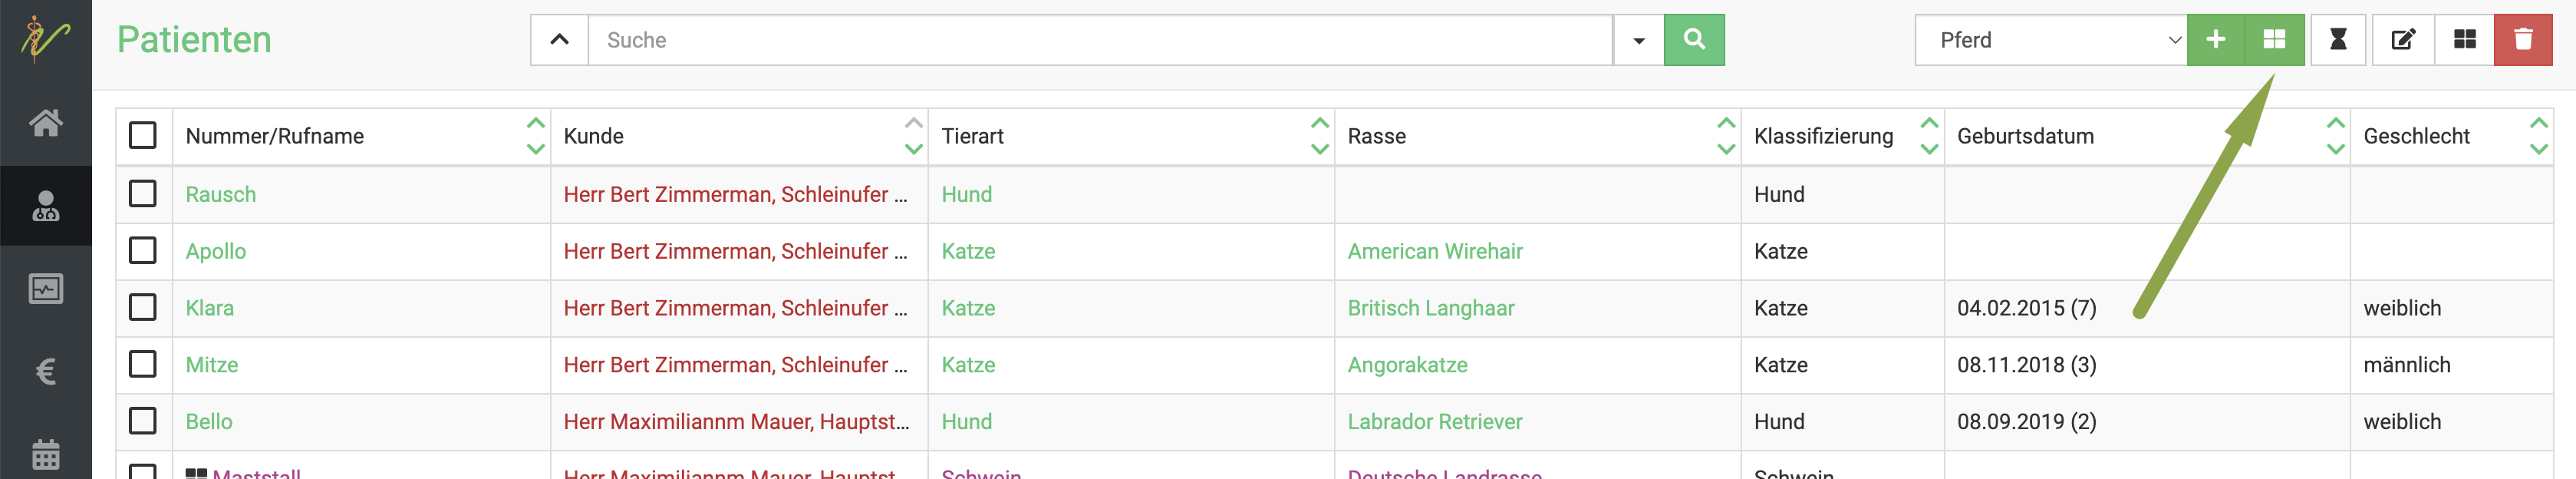 Patienten
Suche
Pferd
Nummer/Rufname Kunde Tierart Rasse Klassifizierung Geburtsdatum Geschlecht
Rausch Herr Bert Zimmerman, Schleinufer ... Hund Hund
Apollo Herr Bert Zimmerman, Schleinufer ... Katze American Wirehair Katze
Klara Herr Bert Zimmerman, Schleinufer ... Katze Britisch Langhaar Katze 04.02.2015 (7) weiblich
Mitze Herr Bert Zimmerman, Schleinufer ... Katze Angorakatze Katze 08.11.2018 (3) männlich
Bello Herr Maximiliannm Mauer, Hauptst... Hund Labrador Retriever Hund 08.09.2019 (2) weiblich
Maststall Herr Maximiliannm Mauer, Hauptst... Schwein Deutsche Landrasse Schwein